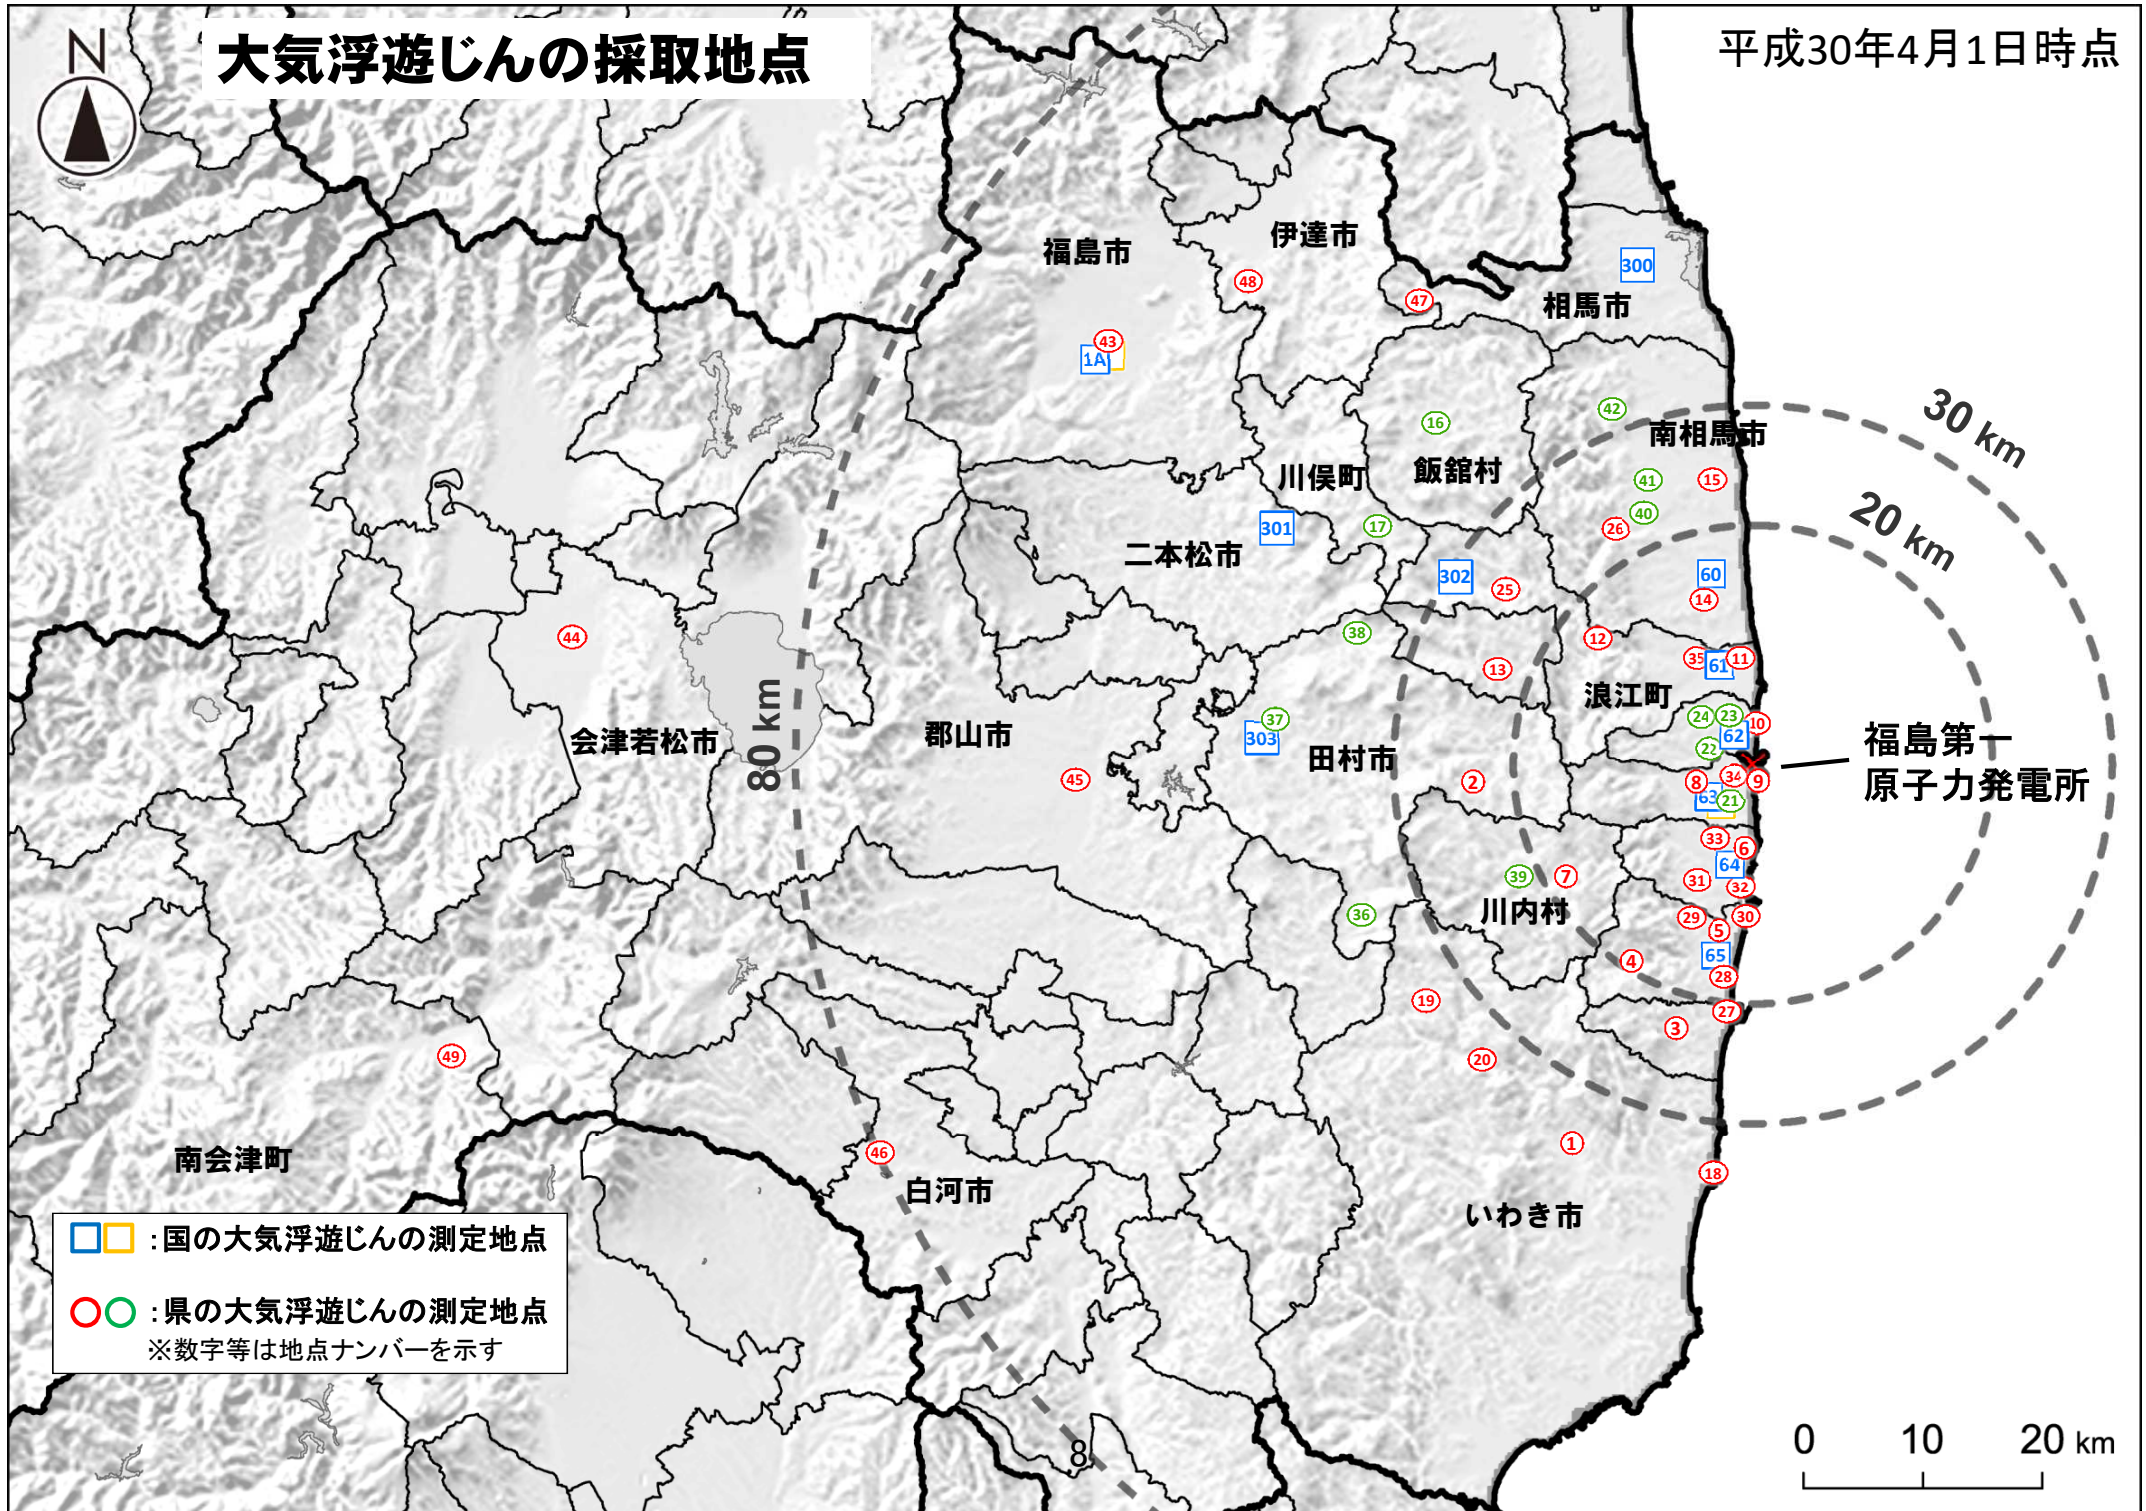 N
大気浮遊じんの採取地点
平成30年4月1日時点
伊達市
福島市
300
48
47
相馬市
43
1A
30 km
42
16
南相馬市
川俣町
飯舘村
41
15
20 km
40
17
26
301
二本松市
302
60
25
14
44
38
12
35
61
11
13
浪江町
80 km
会津若松市
郡山市
303
37
24
23
10
62
22
田村市
福島第一
原子力発電所
45
2
8
34
9
63
21
33
6
64
39
7
31
32
川内村
36
29
30
5
4
65
28
19
27
3
49
20
南会津町
46
白河市
1
18
いわき市
：国の大気浮遊じんの測定地点
：県の大気浮遊じんの測定地点
※数字等は地点ナンバーを示す
8
0 10 20 km